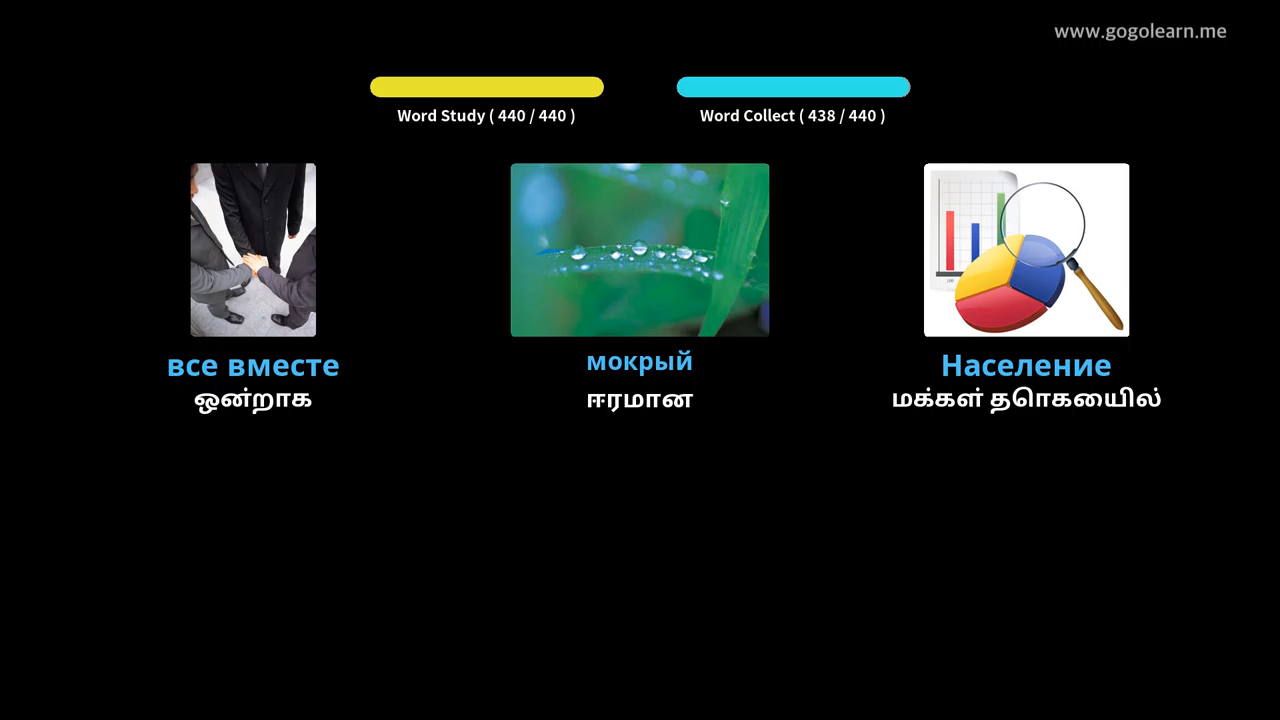 www.gogolearn.me
Word Study ( 440 / 440 )
Word Collect ( 438 / 440 )
все вместе
ஒன்றாக
мокрый
ஈரமான
Население
மக்கள் தொகையில்